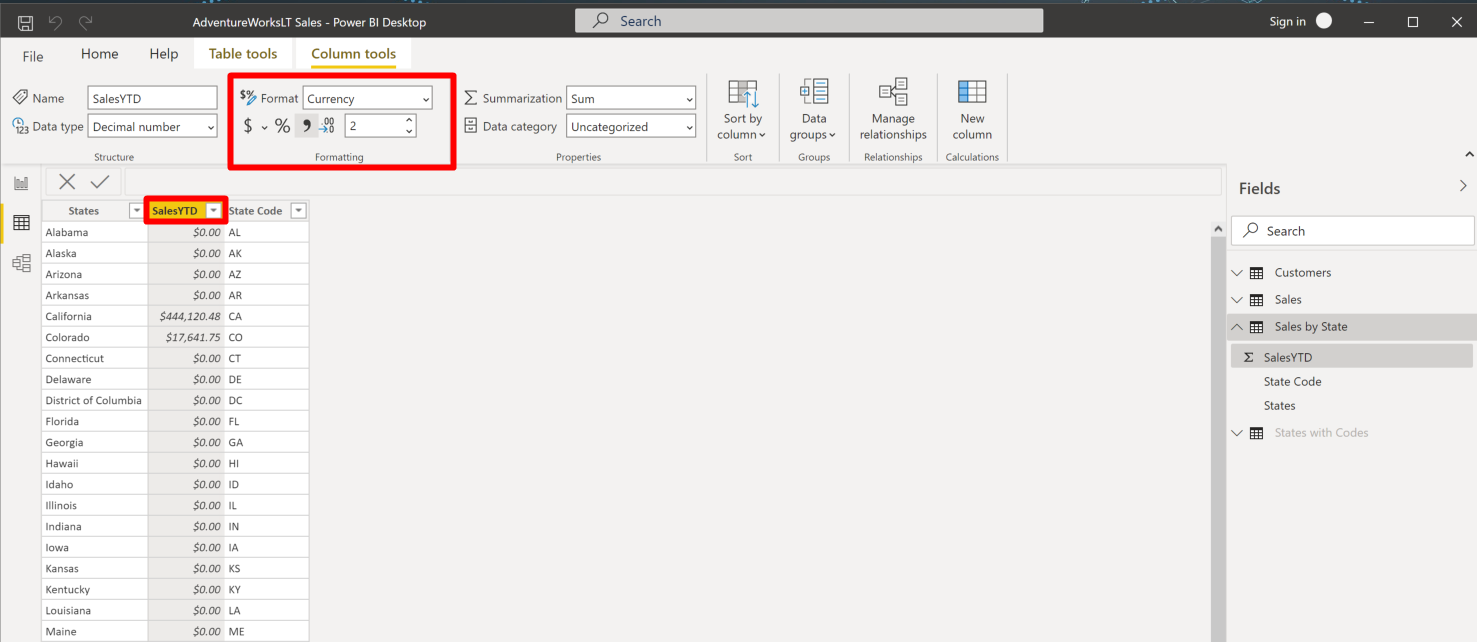 AdventureWorksLT Sales - Power BI Desktop
Search
Sign in
File
Home
Help
Table tools
Column tools
Name
SalesYTD
Data type
Decimal number
Structure
$% Format
Currency
$ % , .00 0
2
Formatting
Summarization
Sum
Data category
Uncategorized
Properties
Sort by
column
Sort
Data
groups
Groups
Manage
relationships
Relationships
New
column
Calculations
States SalesYTD State Code
Alabama $0.00 AL
Alaska $0.00 AK
Arizona $0.00 AZ
Arkansas $0.00 AR
California $444,120.48 CA
Colorado $17,641.75 CO
Connecticut $0.00 CT
Delaware $0.00 DE
District of Columbia $0.00 DC
Florida $0.00 FL
Georgia $0.00 GA
Hawaii $0.00 HI
Idaho $0.00 ID
Illinois $0.00 IL
Indiana $0.00 IN
Iowa $0.00 IA
Kansas $0.00 KS
Kentucky $0.00 KY
Louisiana $0.00 LA
Maine $0.00 ME
Fields
Search
Customers
Sales
Sales by State
Σ SalesYTD
State Code
States
States with Codes